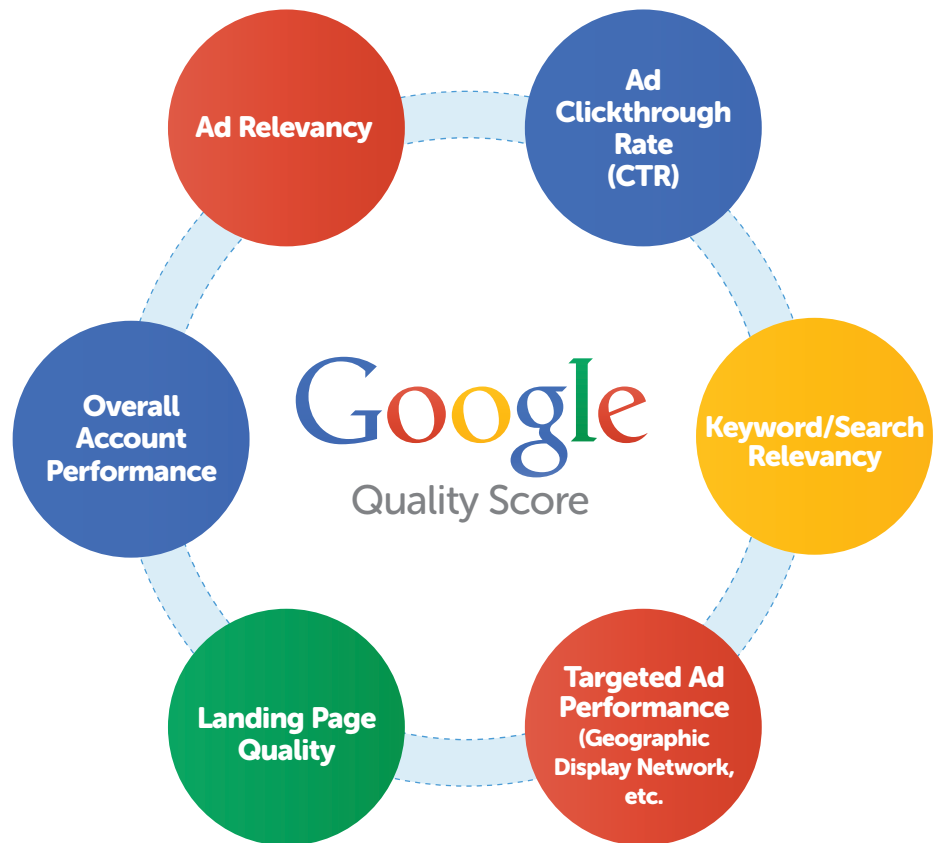 Ad Relevancy
Ad
Clickthrough
Rate
(CTR)
Overall
Account
Performance
Google
Quality Score
Keyword/Search
Relevancy
Landing Page
Quality
Targeted Ad
Performance
(Geographic
Display Network,
etc.